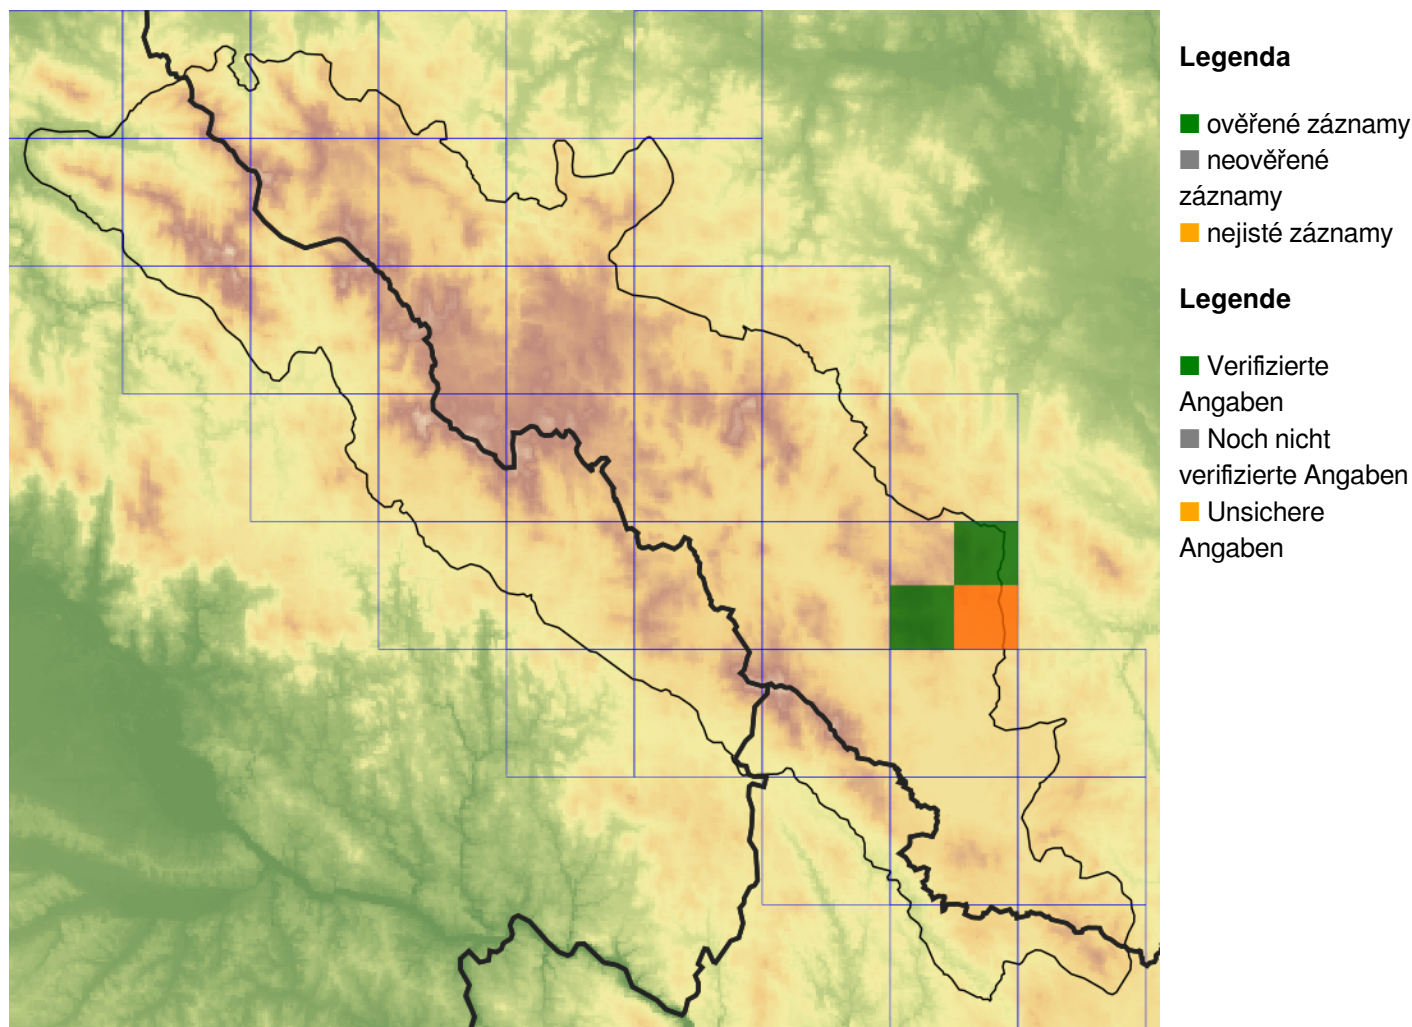 Legenda
ověřené záznamy
neověřené
záznamy
nejisté záznamy
Legende
Verifizierte
Angaben
Noch nicht
verifizierte Angaben
Unsichere
Angaben